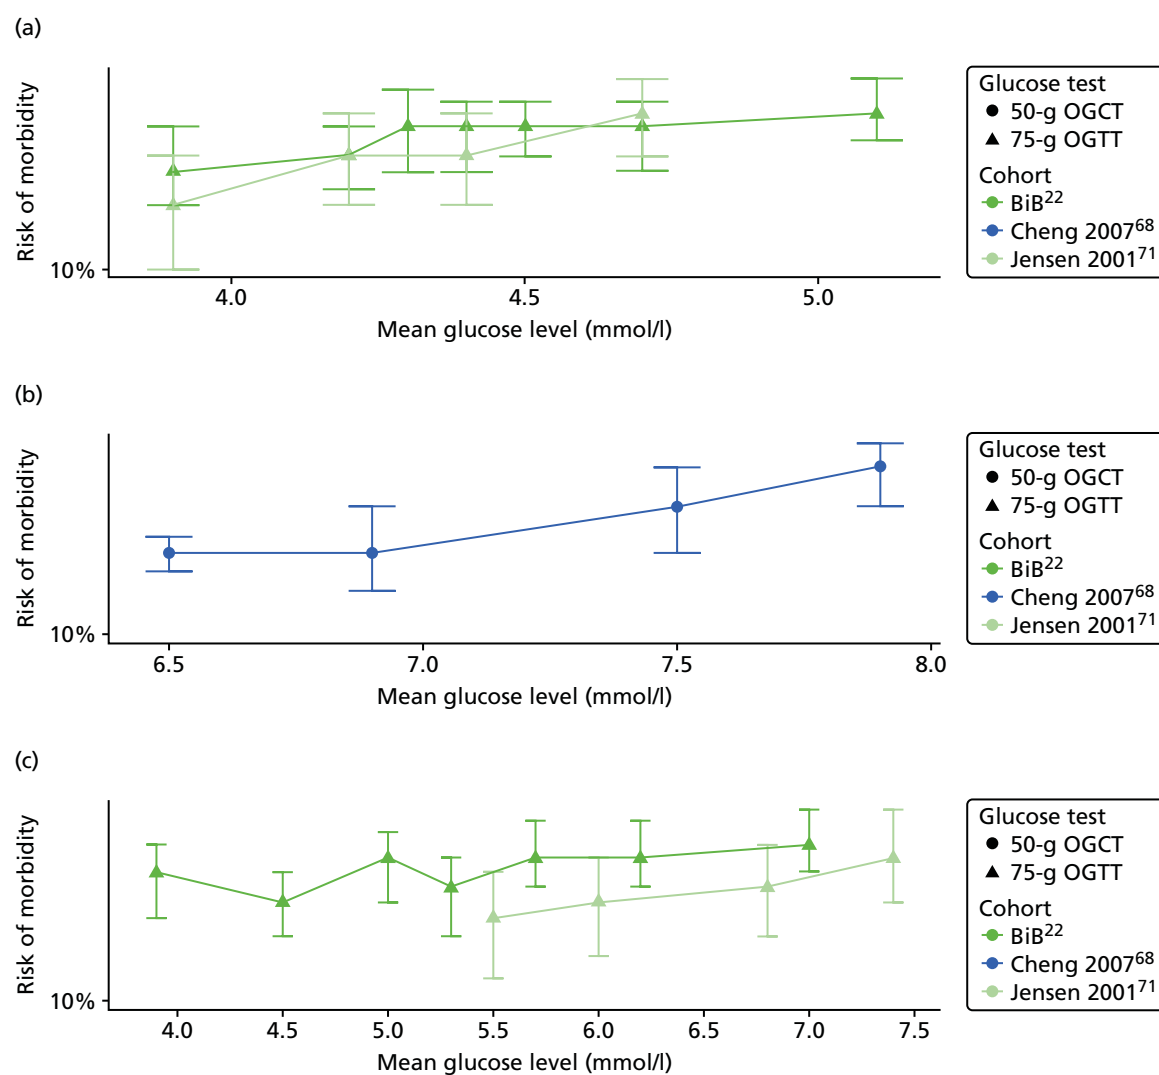 (a)
Risk of morbidity
10%
4.0 4.5 5.0
Mean glucose level (mmol/l)
Glucose test
50-g OGCT
75-g OGTT
Cohort
BiB22
Cheng 200768
Jensen 200171
(b)
Risk of morbidity
10%
6.5 7.0 7.5 8.0
Mean glucose level (mmol/l)
Glucose test
50-g OGCT
75-g OGTT
Cohort
BiB22
Cheng 200768
Jensen 200171
(c)
Risk of morbidity
10%
4.0 4.5 5.0 5.5 6.0 6.5 7.0 7.5
Mean glucose level (mmol/l)
Glucose test
50-g OGCT
75-g OGTT
Cohort
BiB22
Cheng 200768
Jensen 200171